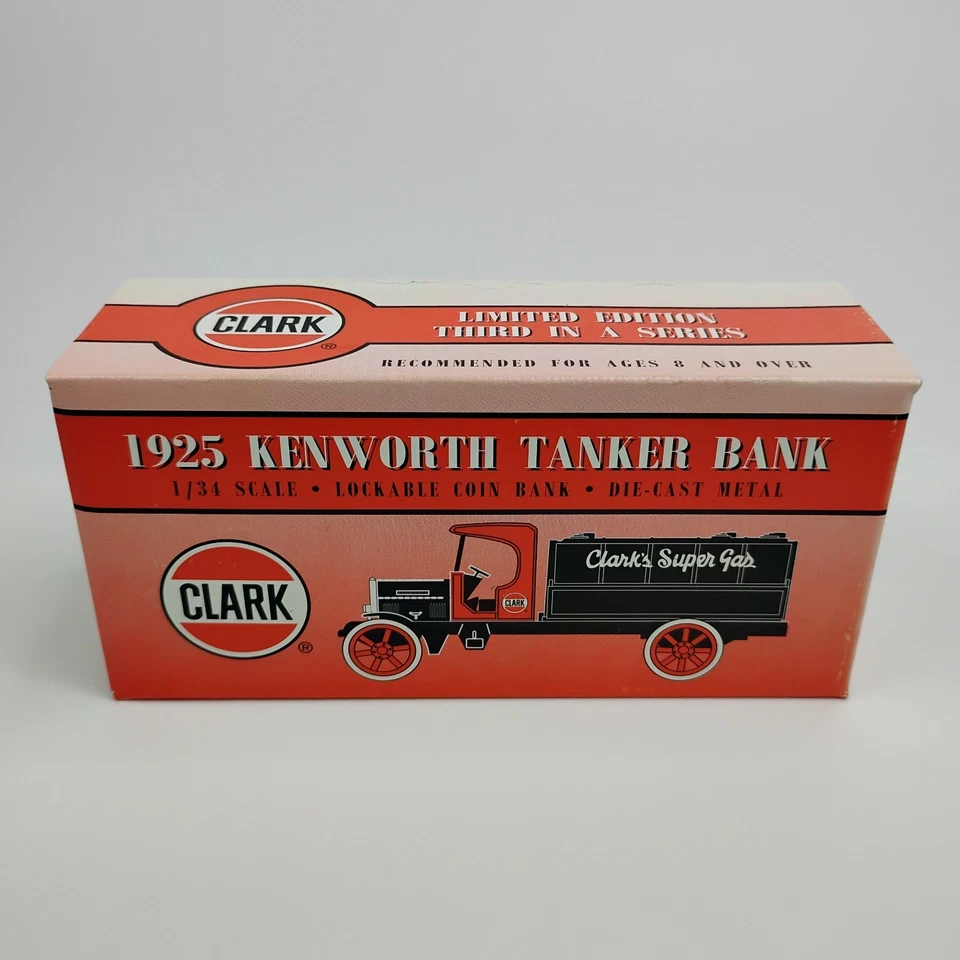 CLARK
®
LIMITED EDITION
THIRD IN A SERIES
RECOMMENDED FOR AGES 8 AND OVER
1925 KENWORTH TANKER BANK
1/34 SCALE • LOCKABLE COIN BANK • DIE-CAST METAL
Clark's Super Gas
CLARK
®
CLARK